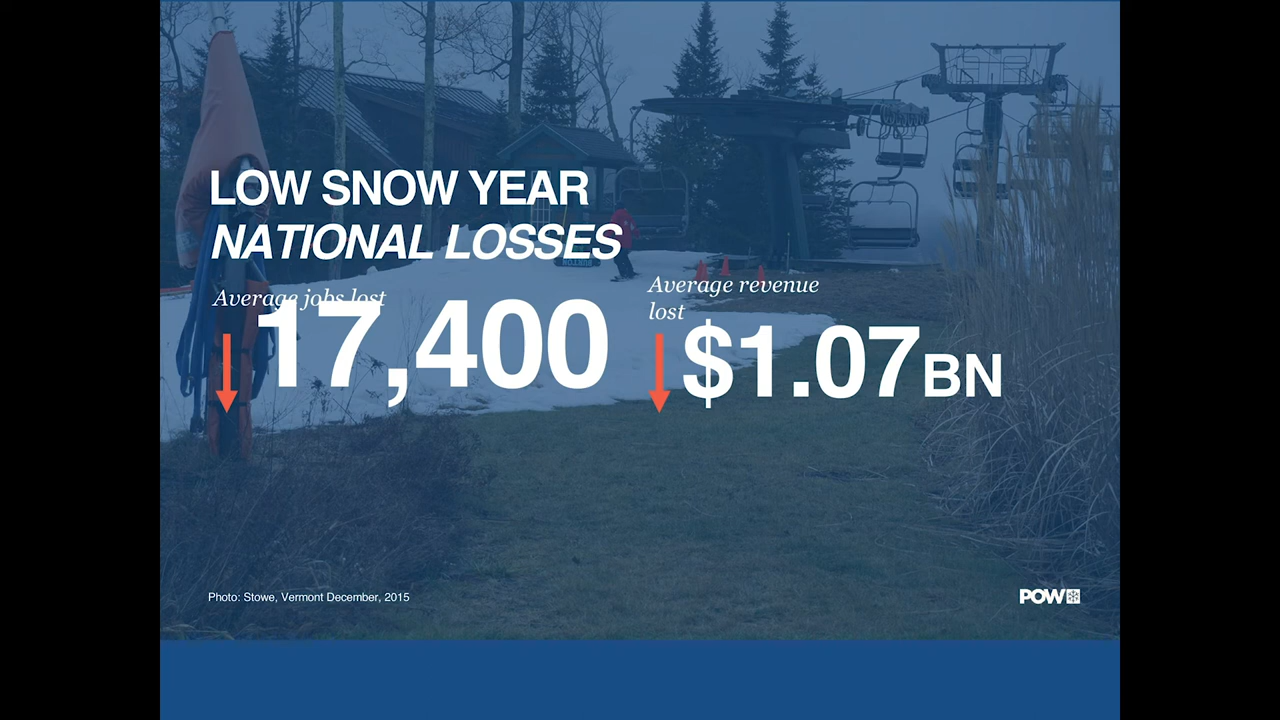 LOW SNOW YEAR
NATIONAL LOSSES
Average jobs lost
17,400
Average revenue
lost
$1.07BN
Photo: Stowe, Vermont December, 2015
POW